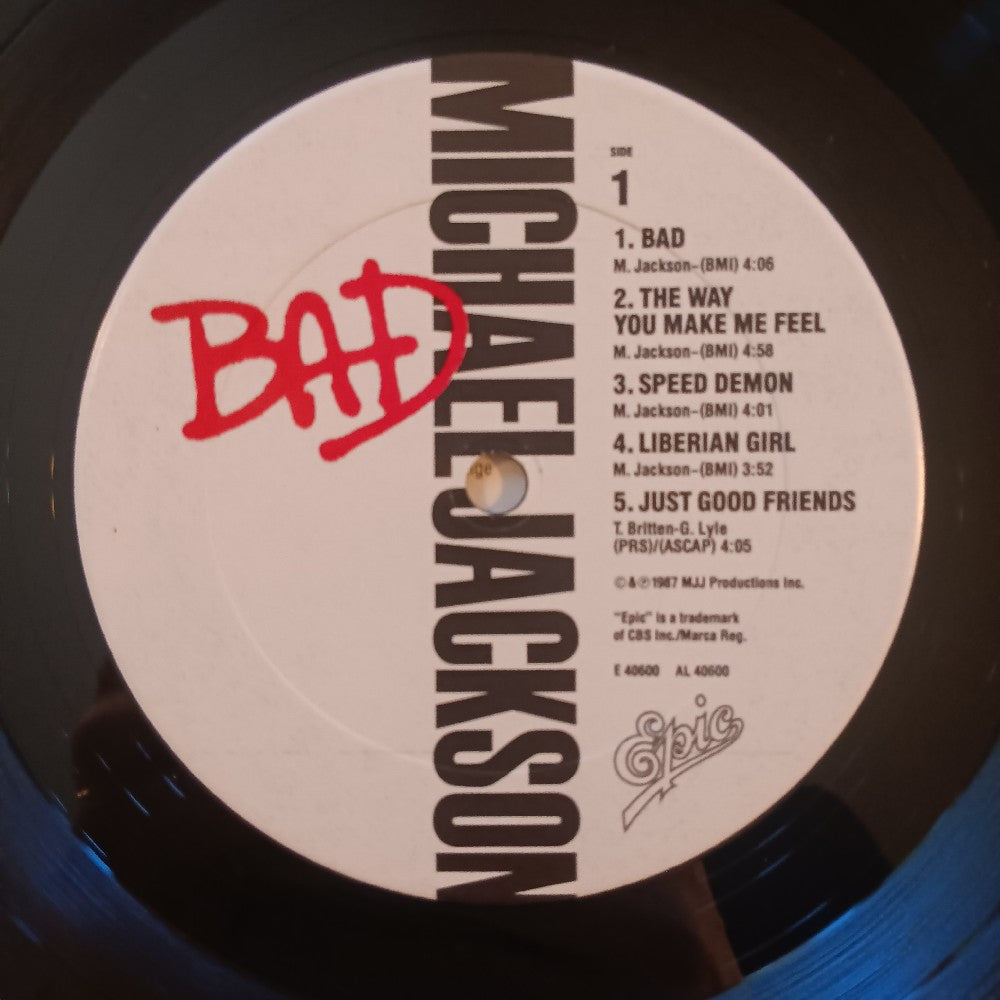 MICHAEL JACKSON
BAD
SIDE
1
1. BAD
M. Jackson-(BMI) 4:06
2. THE WAY
YOU MAKE ME FEEL
M. Jackson-(BMI) 4:58
3. SPEED DEMON
M. Jackson-(BMI) 4:01
4. LIBERIAN GIRL
M. Jackson-(BMI) 3:52
5. JUST GOOD FRIENDS
T. Britten-G. Lyle
(PRS)/(ASCAP) 4:05
©&℗1987 MJJ Productions Inc.
"Epic" is a trademark
of CBS Inc./Marca Reg.
E 40600 AL 40600
Epic